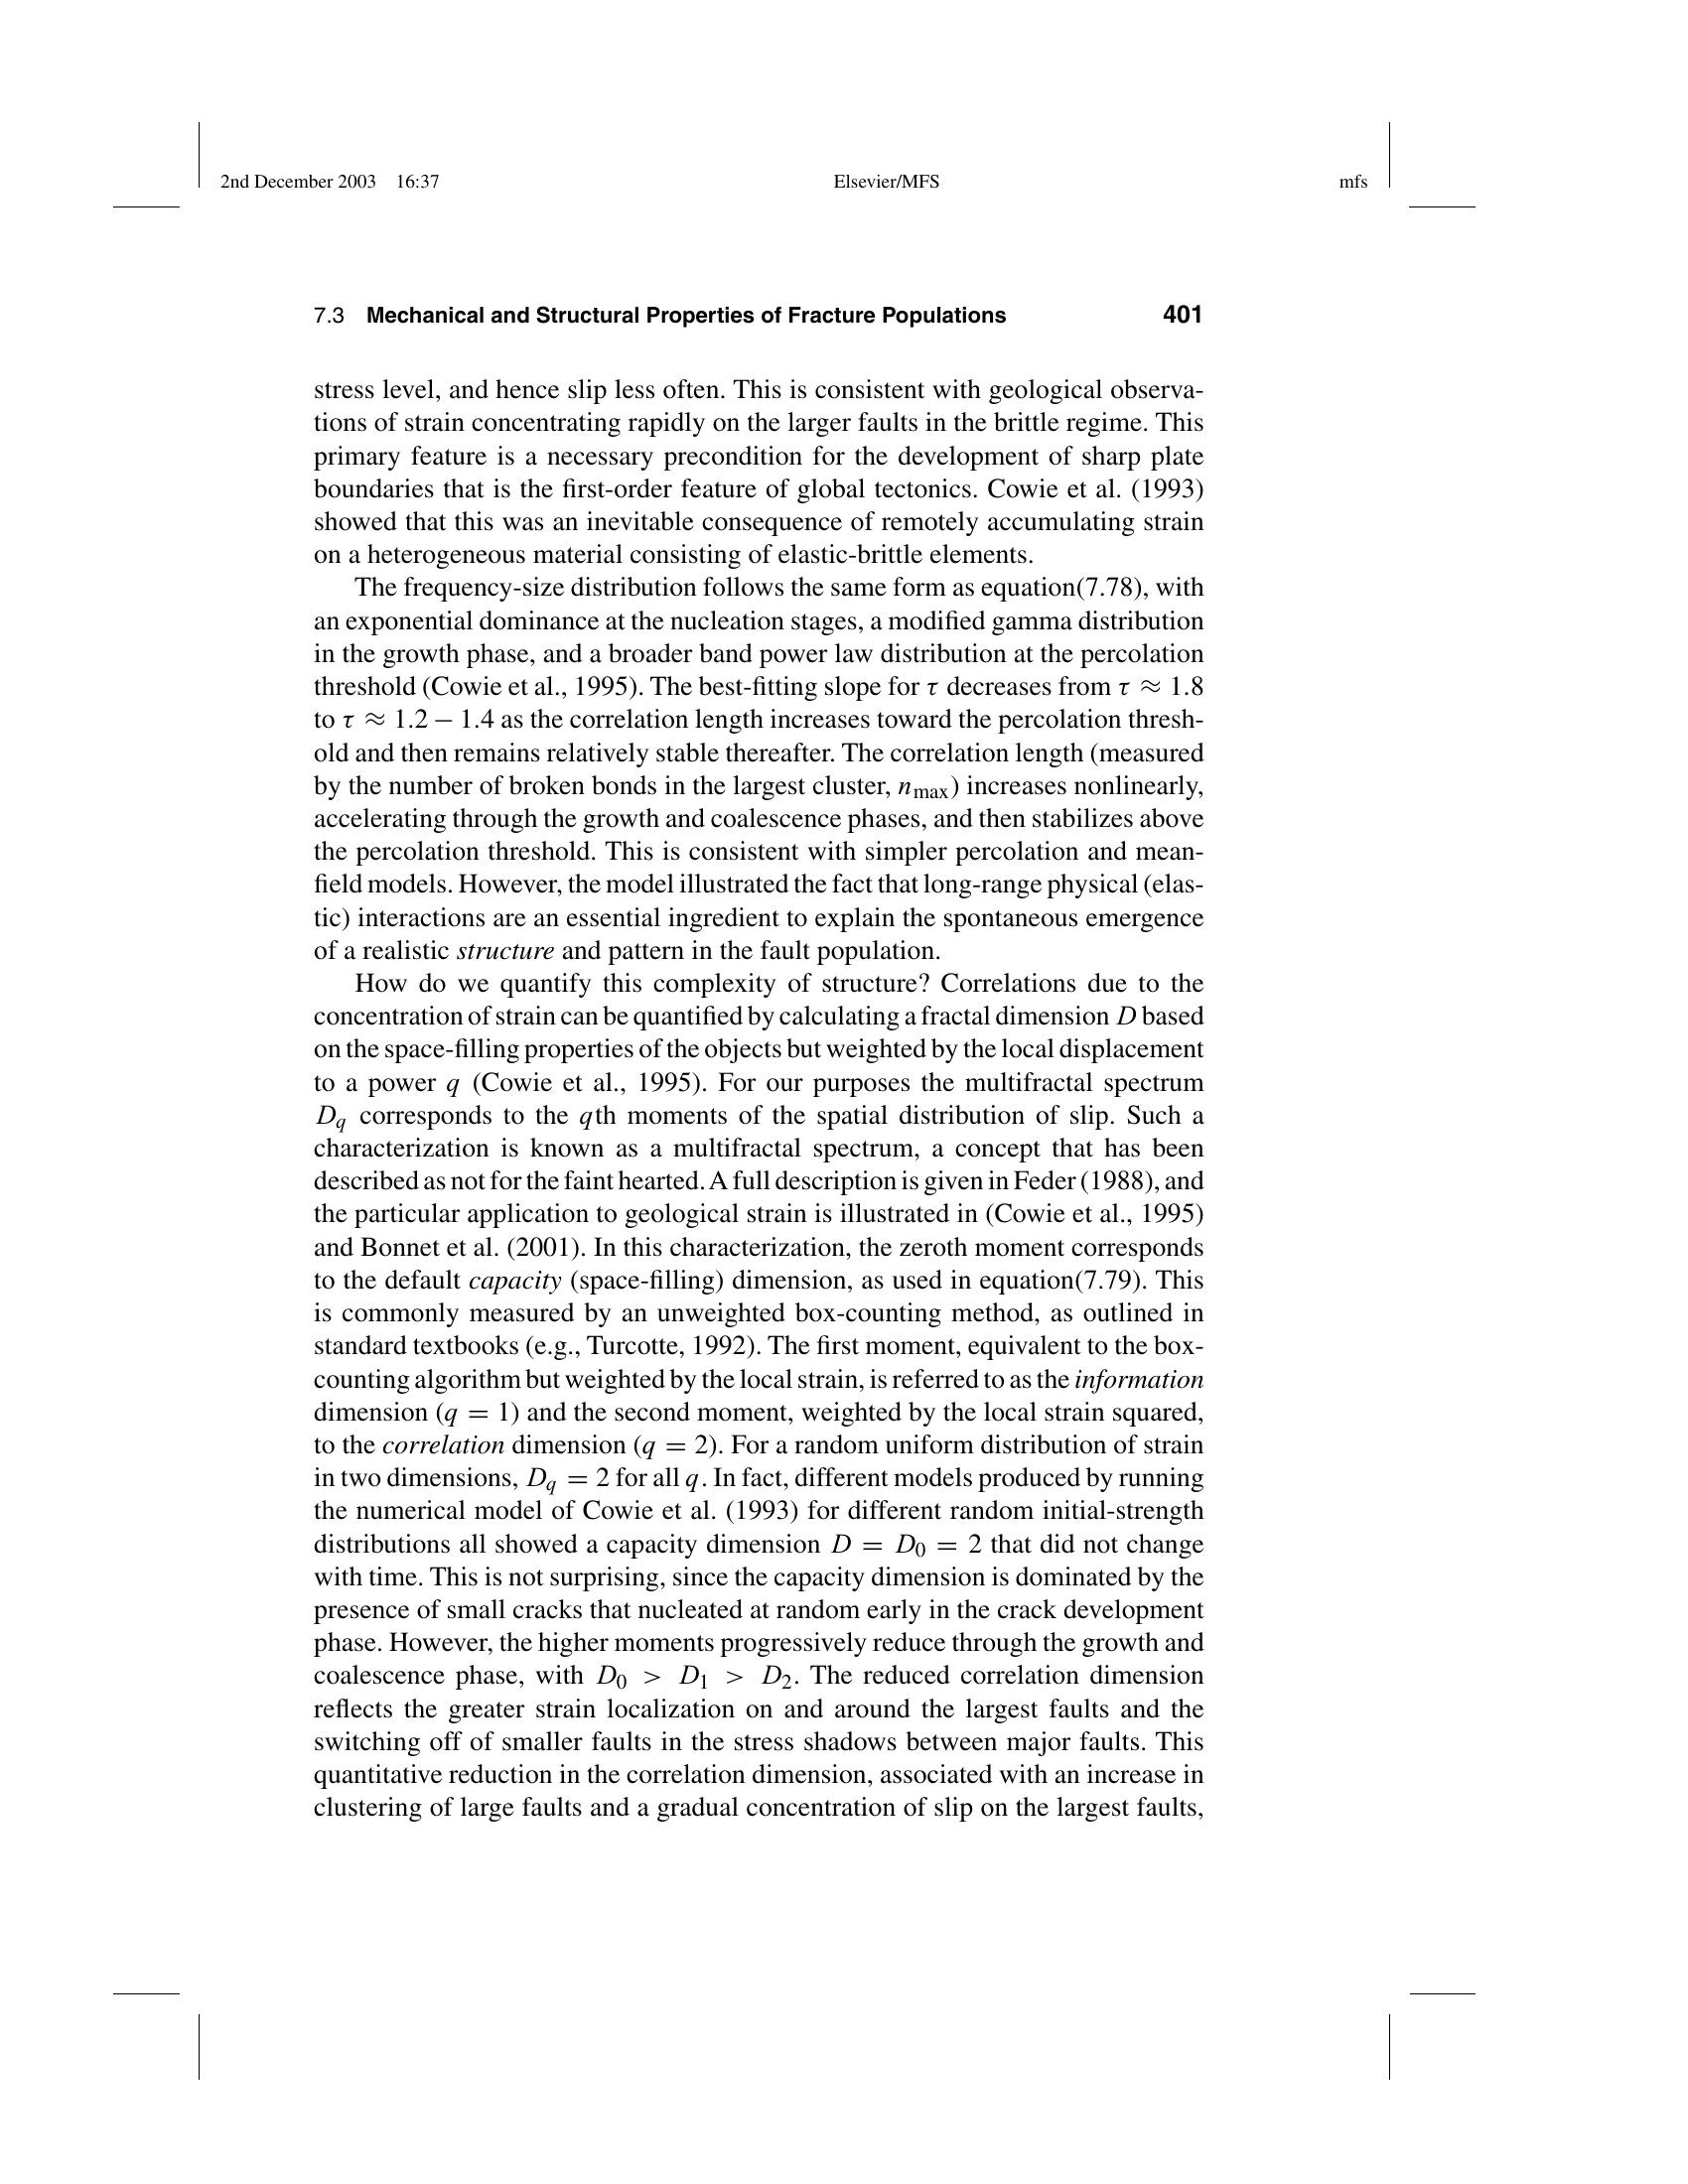 2nd December 2003 16:37 Elsevier/MFS mfs
7.3 Mechanical and Structural Properties of Fracture Populations 401
stress level, and hence slip less often. This is consistent with geological observa-
tions of strain concentrating rapidly on the larger faults in the brittle regime. This
primary feature is a necessary precondition for the development of sharp plate
boundaries that is the first-order feature of global tectonics. Cowie et al. (1993)
showed that this was an inevitable consequence of remotely accumulating strain
on a heterogeneous material consisting of elastic-brittle elements.
The frequency-size distribution follows the same form as equation(7.78), with
an exponential dominance at the nucleation stages, a modified gamma distribution
in the growth phase, and a broader band power law distribution at the percolation
threshold (Cowie et al., 1995). The best-fitting slope for τ decreases from τ ≈ 1.8
to τ ≈ 1.2 − 1.4 as the correlation length increases toward the percolation thresh-
old and then remains relatively stable thereafter. The correlation length (measured
by the number of broken bonds in the largest cluster, n_max) increases nonlinearly,
accelerating through the growth and coalescence phases, and then stabilizes above
the percolation threshold. This is consistent with simpler percolation and mean-
field models. However, the model illustrated the fact that long-range physical (elas-
tic) interactions are an essential ingredient to explain the spontaneous emergence
of a realistic structure and pattern in the fault population.
How do we quantify this complexity of structure? Correlations due to the
concentration of strain can be quantified by calculating a fractal dimension D based
on the space-filling properties of the objects but weighted by the local displacement
to a power q (Cowie et al., 1995). For our purposes the multifractal spectrum
D_q corresponds to the qth moments of the spatial distribution of slip. Such a
characterization is known as a multifractal spectrum, a concept that has been
described as not for the faint hearted. A full description is given in Feder (1988), and
the particular application to geological strain is illustrated in (Cowie et al., 1995)
and Bonnet et al. (2001). In this characterization, the zeroth moment corresponds
to the default capacity (space-filling) dimension, as used in equation(7.79). This
is commonly measured by an unweighted box-counting method, as outlined in
standard textbooks (e.g., Turcotte, 1992). The first moment, equivalent to the box-
counting algorithm but weighted by the local strain, is referred to as the information
dimension (q = 1) and the second moment, weighted by the local strain squared,
to the correlation dimension (q = 2). For a random uniform distribution of strain
in two dimensions, D_q = 2 for all q. In fact, different models produced by running
the numerical model of Cowie et al. (1993) for different random initial-strength
distributions all showed a capacity dimension D = D₀ = 2 that did not change
with time. This is not surprising, since the capacity dimension is dominated by the
presence of small cracks that nucleated at random early in the crack development
phase. However, the higher moments progressively reduce through the growth and
coalescence phase, with D₀ > D₁ > D₂. The reduced correlation dimension
reflects the greater strain localization on and around the largest faults and the
switching off of smaller faults in the stress shadows between major faults. This
quantitative reduction in the correlation dimension, associated with an increase in
clustering of large faults and a gradual concentration of slip on the largest faults,